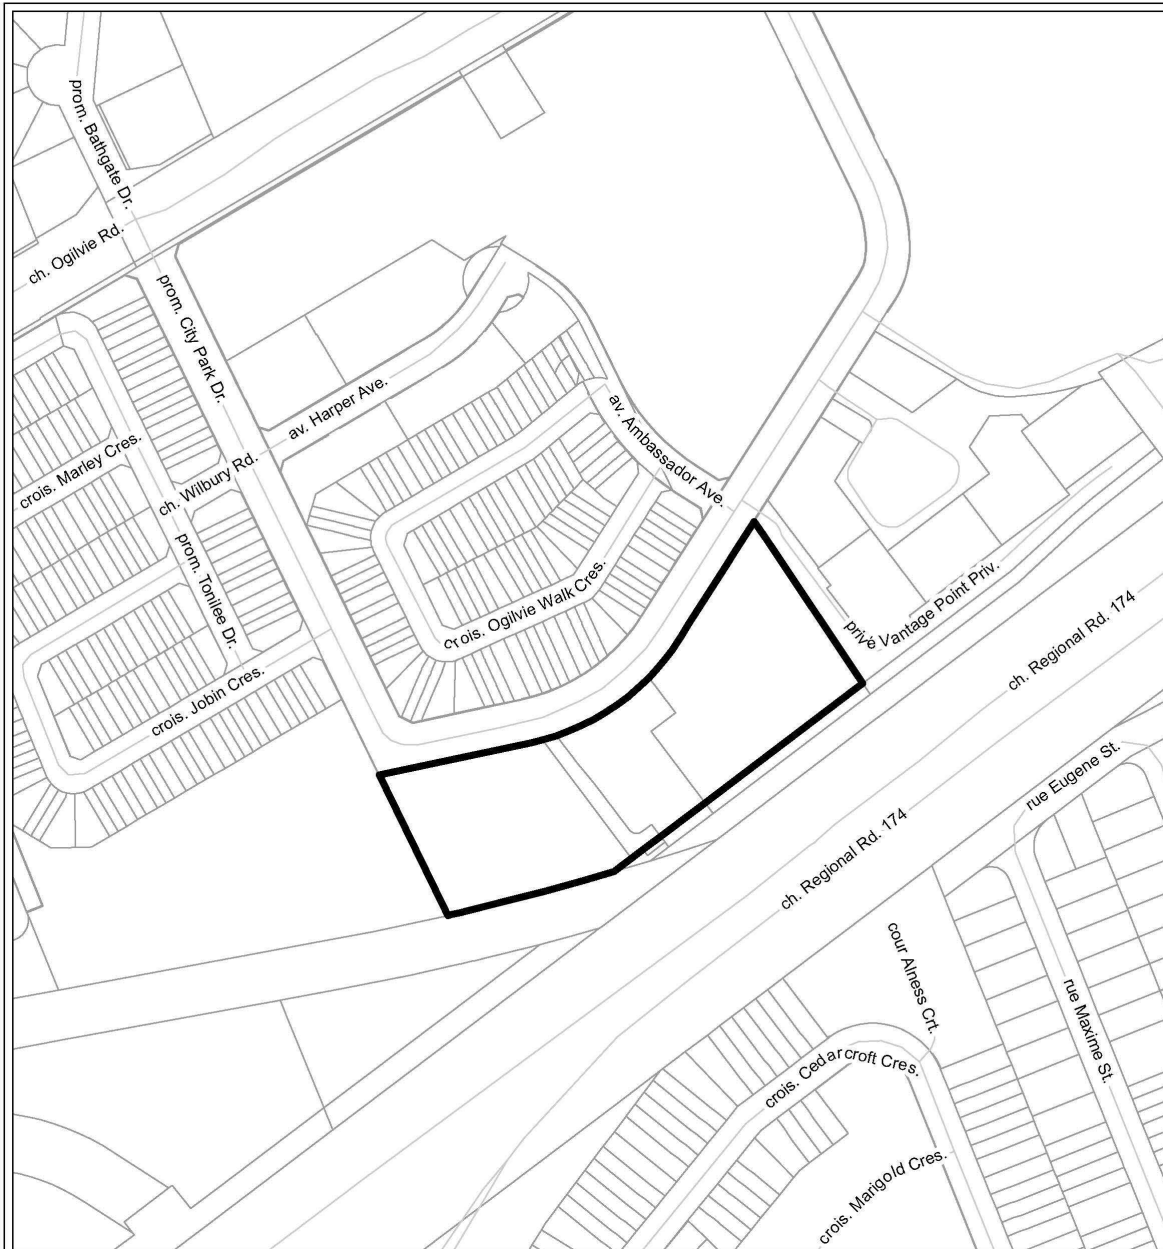 prom. Bathgate Dr.
ch. Ogilvie Rd.
prom. City Park Dr.
av. Harper Ave.
av. Ambassador Ave.
crois. Marley Cres.
ch. Wilbury Rd.
prom. Tonilee Dr.
crois. Ogilvie Walk Cres.
crois. Jobin Cres.
privé Vantage Point Priv.
ch. Regional Rd. 174
rue Eugene St.
ch. Regional Rd. 174
cour Alness Crt.
rue Maxime St.
crois. Cedarcroft Cres.
crois. Marigold Cres.